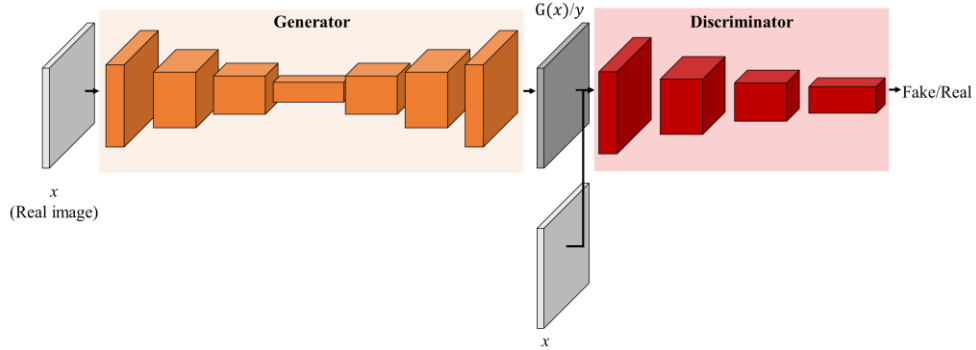 Generator
G(x)/y
Discriminator
Fake/Real
x
(Real image)
x